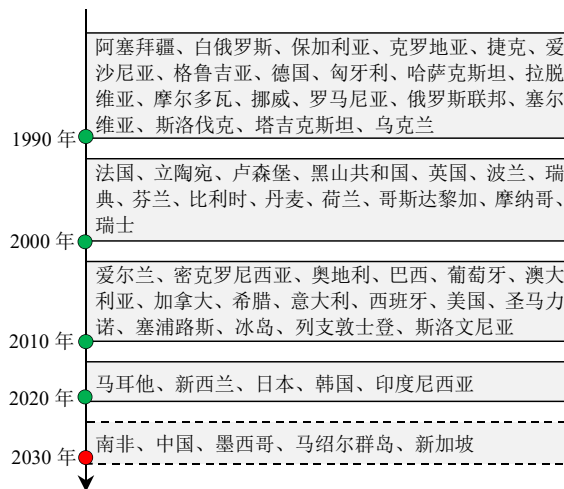 阿塞拜疆、白俄罗斯、保加利亚、克罗地亚、捷克、爱
沙尼亚、格鲁吉亚、德国、匈牙利、哈萨克斯坦、拉脱
维亚、摩尔多瓦、挪威、罗马尼亚、俄罗斯联邦、塞尔
维亚、斯洛伐克、塔吉克斯坦、乌克兰
1990 年
法国、立陶宛、卢森堡、黑山共和国、英国、波兰、瑞
典、芬兰、比利时、丹麦、荷兰、哥斯达黎加、摩纳哥、
瑞士
2000 年
爱尔兰、密克罗尼西亚、奥地利、巴西、葡萄牙、澳大
利亚、加拿大、希腊、意大利、西班牙、美国、圣马力
诺、塞浦路斯、冰岛、列支敦士登、斯洛文尼亚
2010 年
马耳他、新西兰、日本、韩国、印度尼西亚
2020 年
南非、中国、墨西哥、马绍尔群岛、新加坡
2030 年